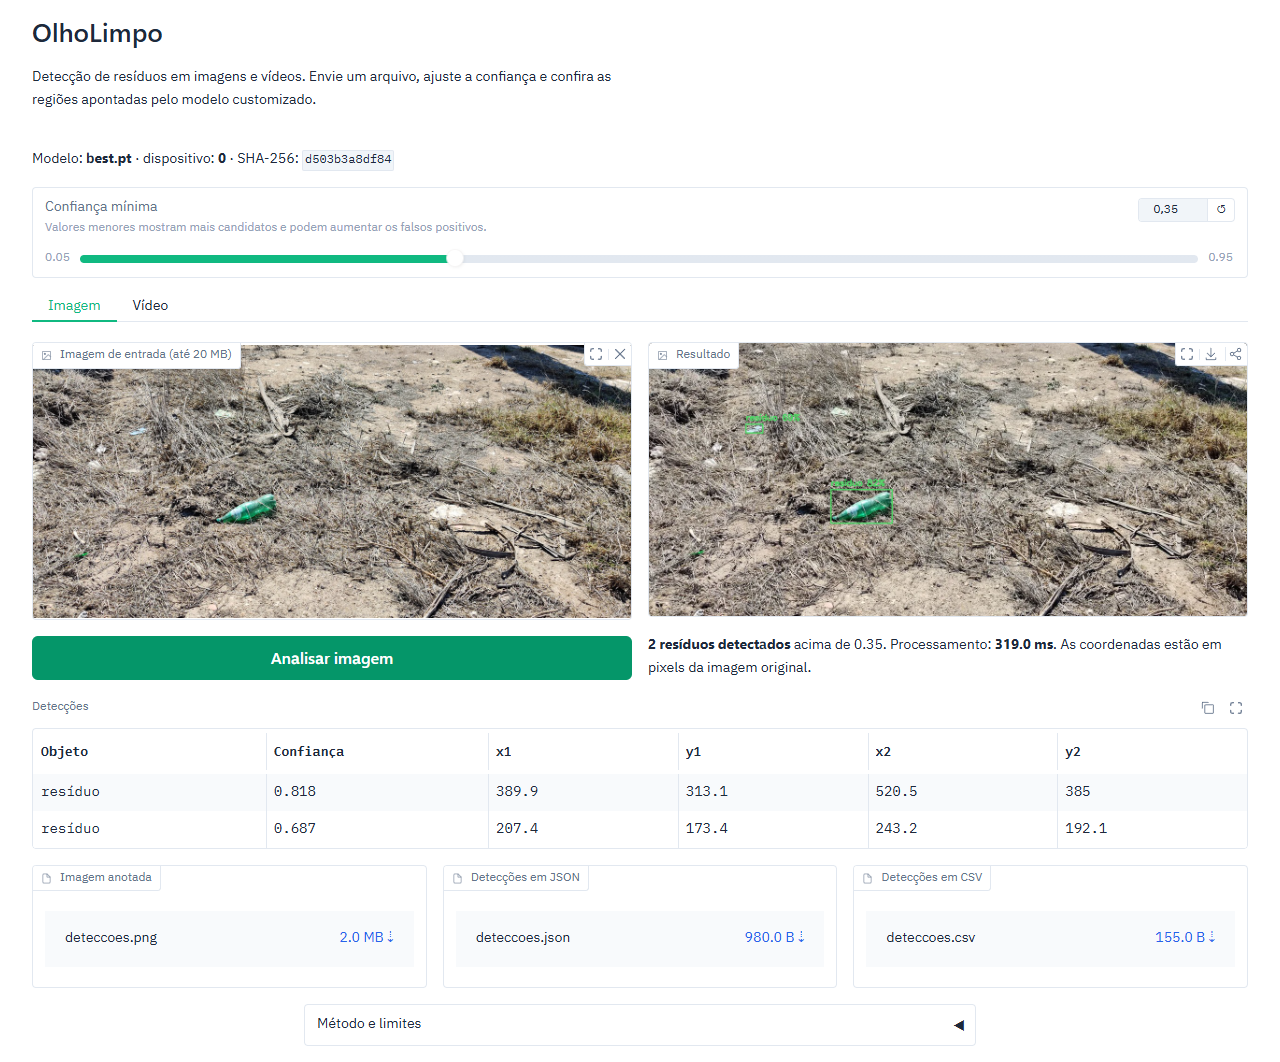 OlhoLimpo
Detecção de resíduos em imagens e vídeos. Envie um arquivo, ajuste a confiança e confira as
regiões apontadas pelo modelo customizado.
Modelo: best.pt · dispositivo: 0 · SHA-256: d503b3a8df84
Confiança mínima
0,35
Valores menores mostram mais candidatos e podem aumentar os falsos positivos.
0.05
0.95
Imagem
Vídeo
Imagem de entrada (até 20 MB)
Resultado
Analisar imagem
2 resíduos detectados acima de 0.35. Processamento: 319.0 ms. As coordenadas estão em
pixels da imagem original.
Detecções
Objeto Confiança x1 y1 x2 y2
resíduo 0.818 389.9 313.1 520.5 385
resíduo 0.687 207.4 173.4 243.2 192.1
Imagem anotada
Detecções em JSON
Detecções em CSV
deteccoes.png 2.0 MB ⇣
deteccoes.json 980.0 B ⇣
deteccoes.csv 155.0 B ⇣
Método e limites